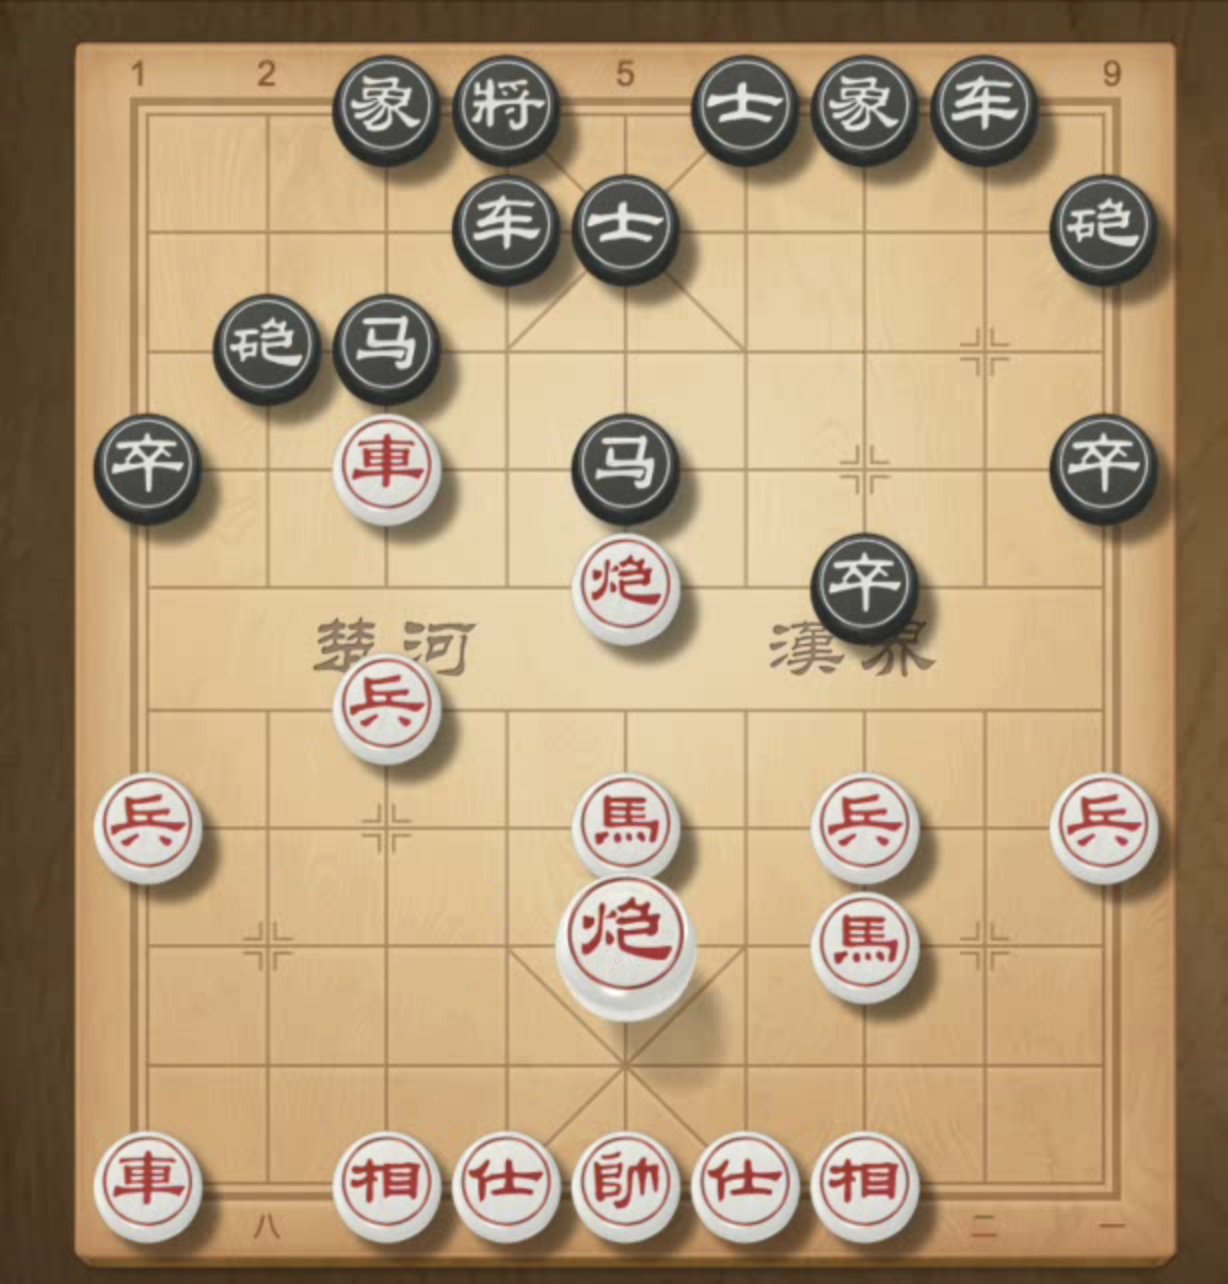 1 2 5 9
象 將 士 象 车
车 士 砲
砲 马
卒 車 马 卒
炮 卒
楚河 漢界
兵
兵 馬 兵 兵
炮 馬
車 相 仕 帥 仕 相
八 二 一